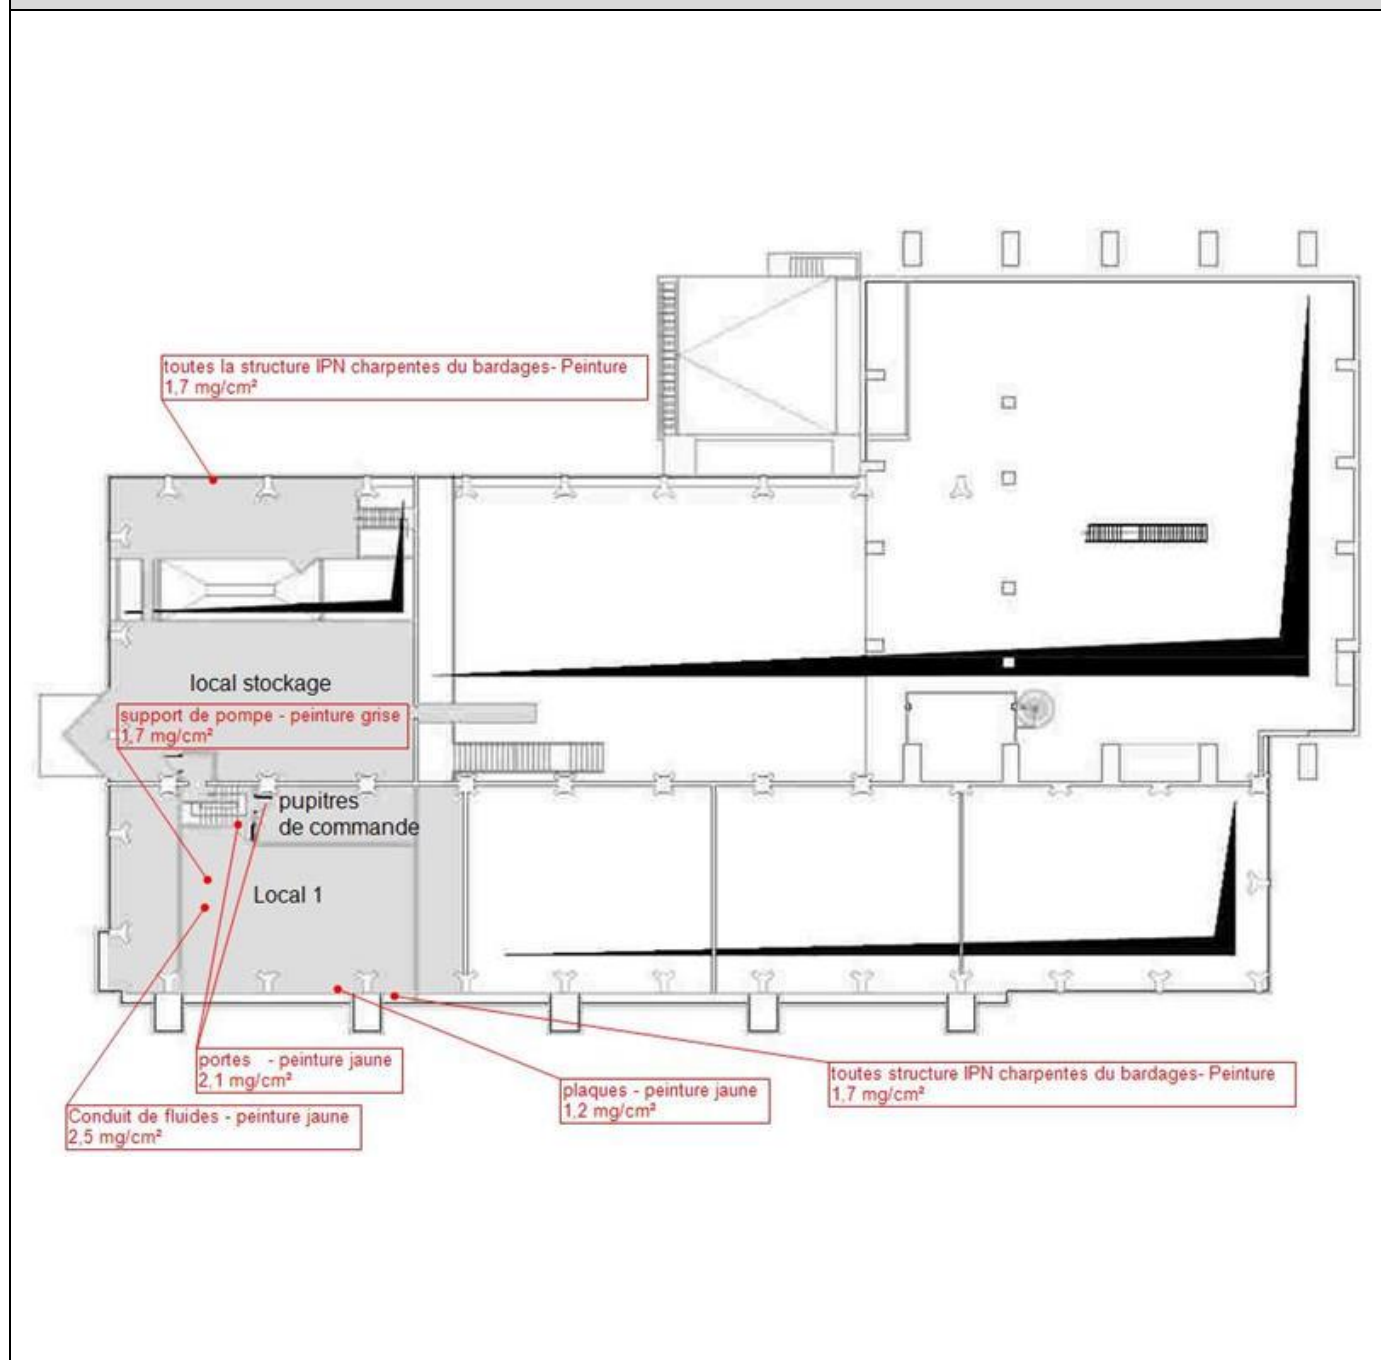 toutes la structure IPN charpentes du bardages- Peinture
1,7 mg/cm²
local stockage
support de pompe - peinture grise
1,7 mg/cm²
pupitres
de commande
Local 1
portes - peinture jaune
2,1 mg/cm²
plaques - peinture jaune
1,2 mg/cm²
toutes structure IPN charpentes du bardages- Peinture
1,7 mg/cm²
Conduit de fluides - peinture jaune
2,5 mg/cm²